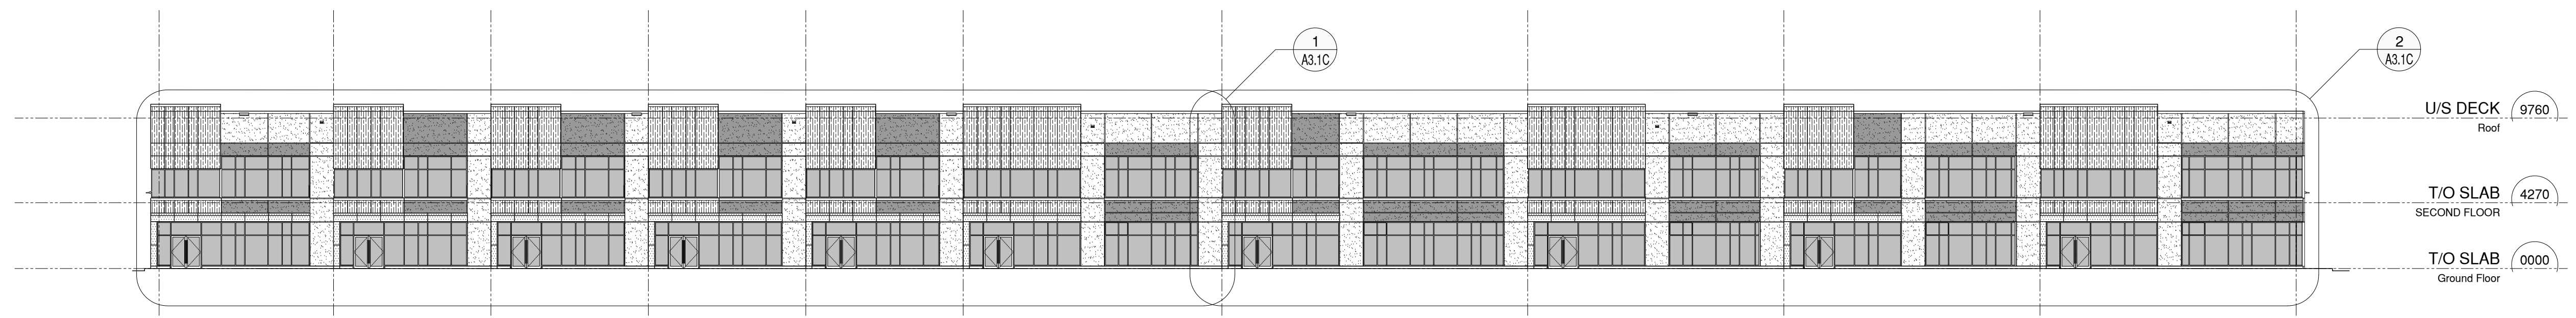 1
A3.1C
2
A3.1C
U/S DECK 9760
Roof
T/O SLAB 4270
SECOND FLOOR
T/O SLAB 0000
Ground Floor